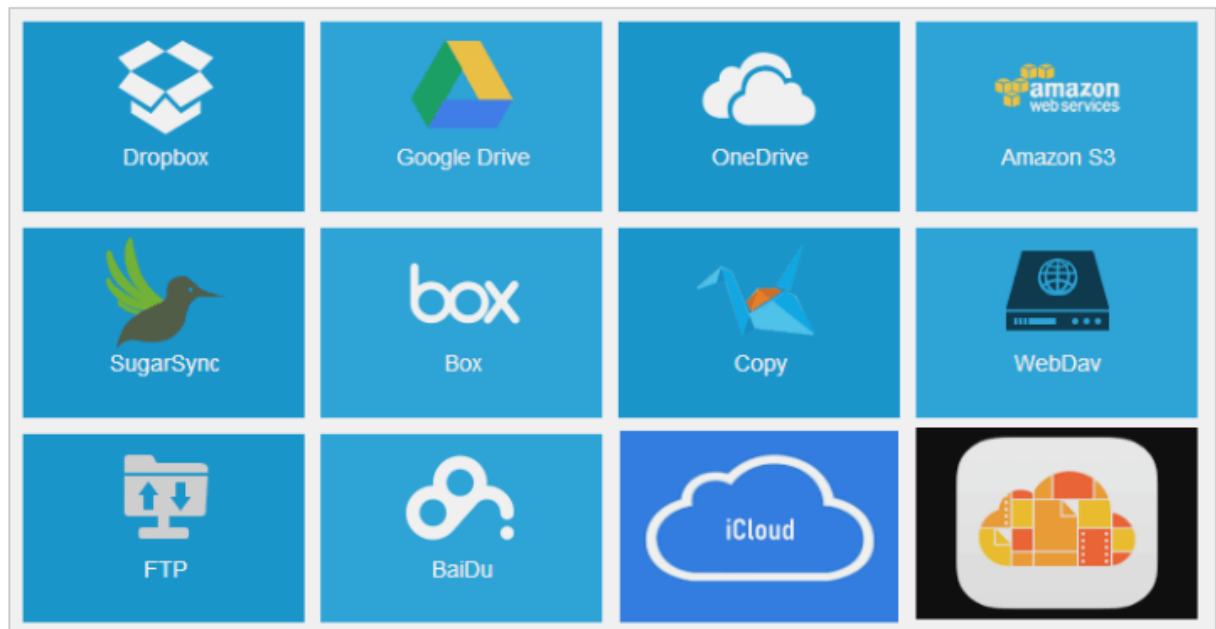 Dropbox
Google Drive
OneDrive
amazon
web services
Amazon S3
SugarSync
box
Box
Copy
WebDav
FTP
BaiDu
iCloud